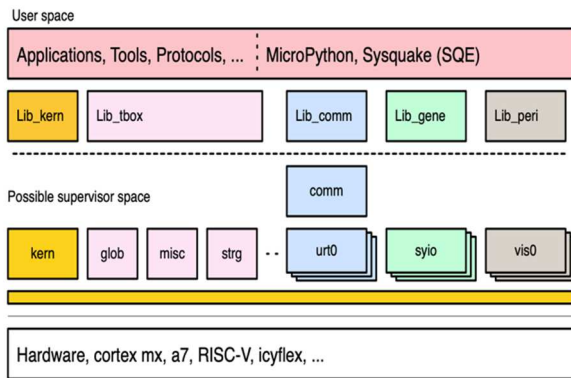 User space
Applications, Tools, Protocols, ... MicroPython, Sysquake (SQE)
Lib_kern Lib_tbox Lib_comm Lib_gene Lib_peri
comm
Possible supervisor space
kern glob misc strg urt0 syio vis0
Hardware, cortex mx, a7, RISC-V, icyflex, ...